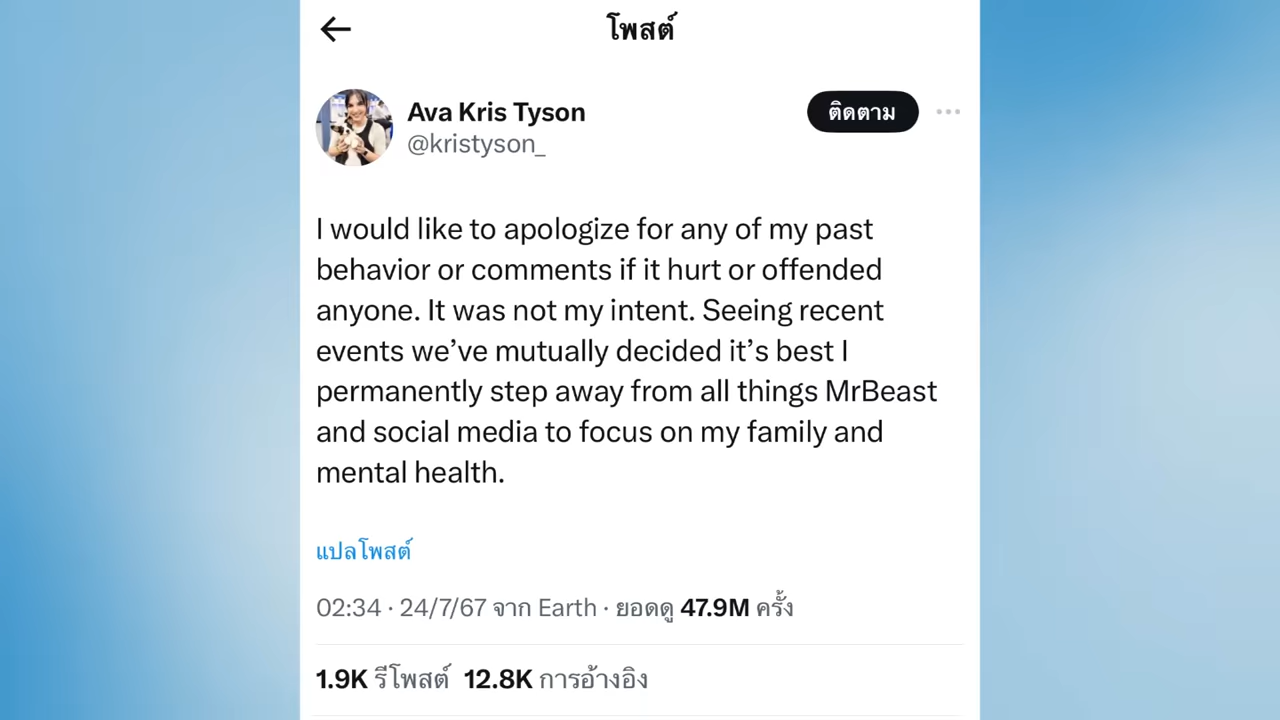 โพสต์
Ava Kris Tyson
@kristyson_
ติดตาม
I would like to apologize for any of my past
behavior or comments if it hurt or offended
anyone. It was not my intent. Seeing recent
events we’ve mutually decided it’s best I
permanently step away from all things MrBeast
and social media to focus on my family and
mental health.
แปลโพสต์
02:34 · 24/7/67 จาก Earth · ยอดดู 47.9M ครั้ง
1.9K รีโพสต์ 12.8K การอ้างอิง